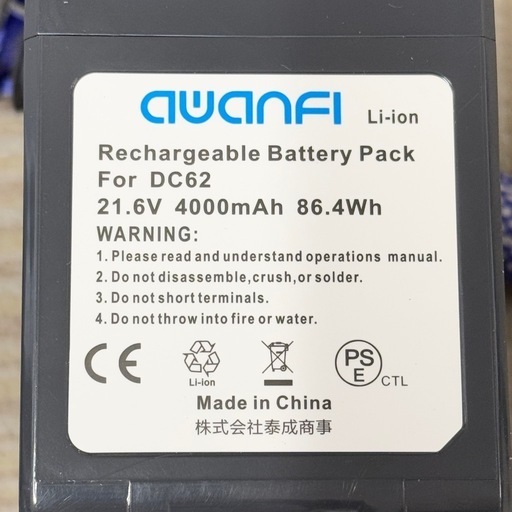 auanfi Li-ion
Rechargeable Battery Pack
For DC62
21.6V 4000mAh 86.4Wh
WARNING:
1. Please read and understand operations manual.
2. Do not disassemble,crush,or solder.
3. Do not short terminals.
4. Do not throw into fire or water.
CE Li-ion PS E CTL
Made in China
株式会社泰成商事